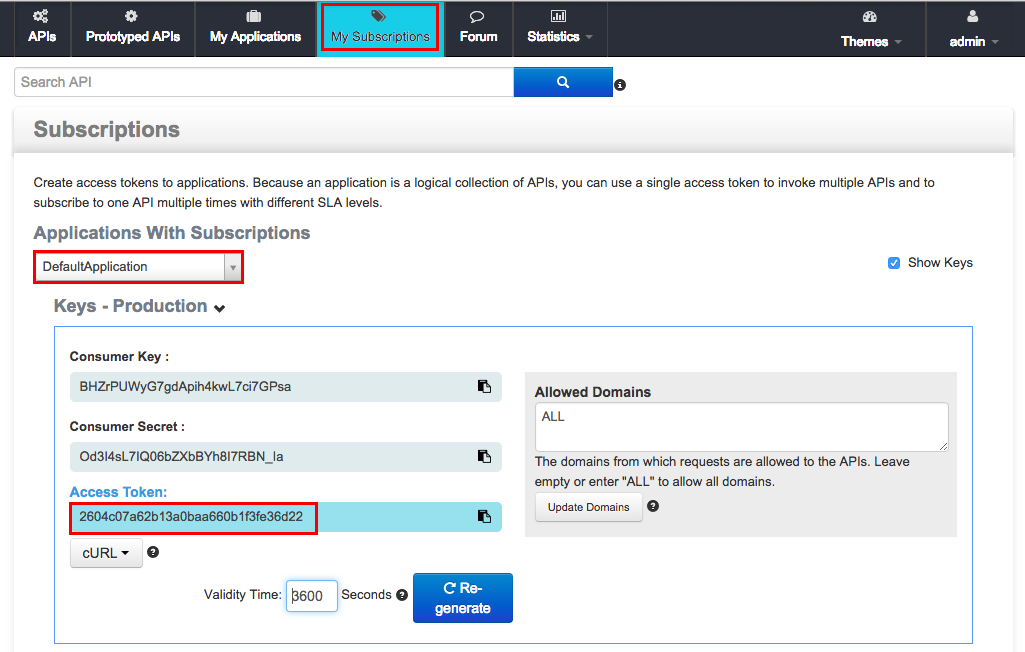 APIs
Prototyped APIs
My Applications
My Subscriptions
Forum
Statistics
Themes
admin
Search API
Subscriptions
Create access tokens to applications. Because an application is a logical collection of APIs, you can use a single access token to invoke multiple APIs and to
subscribe to one API multiple times with different SLA levels.
Applications With Subscriptions
DefaultApplication
Show Keys
Keys - Production
Consumer Key :
BHZrPUWyG7gdApih4kwL7ci7GPsa
Consumer Secret :
Od3I4sL7IQ06bZXbBYh8I7RBN_Ia
Access Token:
2604c07a62b13a0baa660b1f3fe36d22
cURL
Allowed Domains
ALL
The domains from which requests are allowed to the APIs. Leave
empty or enter "ALL" to allow all domains.
Update Domains
Validity Time: 3600 Seconds
Re-
generate